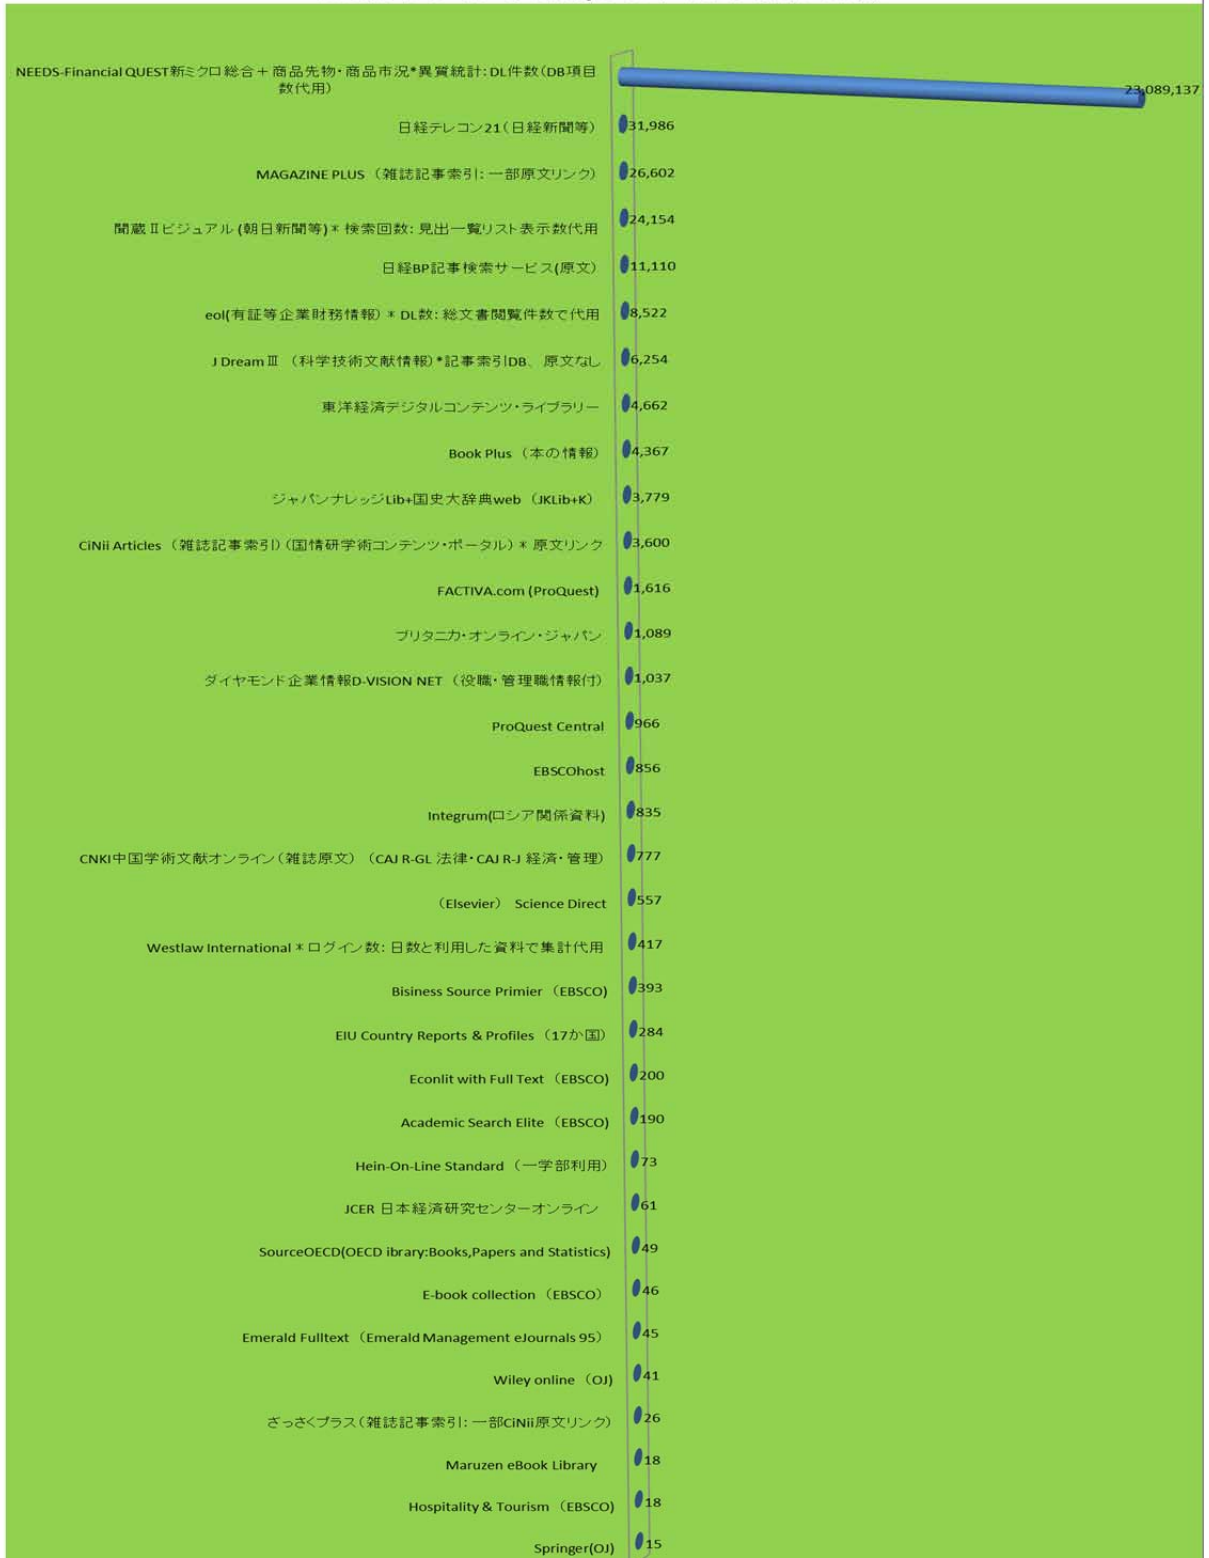 NEEDS-Financial QUEST新ミクロ総合＋商品先物・商品市況*異質統計：DL件数（DB項目
数代用）
23,089,137
日経テレコン21（日経新聞等）
31,986
MAGAZINE PLUS （雑誌記事索引：一部原文リンク）
26,602
聞蔵Ⅱビジュアル (朝日新聞等)＊検索回数：見出一覧リスト表示数代用
24,154
日経BP記事検索サービス(原文）
11,110
eol(有証等企業財務情報）＊DL数：総文書閲覧件数で代用
8,522
J DreamⅢ （科学技術文献情報）*記事索引DB、原文なし
6,254
東洋経済デジタルコンテンツ・ライブラリー
4,662
Book Plus （本の情報）
4,367
ジャパンナレッジLib+国史大辞典web （JKLib+K）
3,779
CiNii Articles （雑誌記事索引）（国情研学術コンテンツ・ポータル）＊原文リンク
3,600
FACTIVA.com (ProQuest)
1,616
ブリタニカ・オンライン・ジャパン
1,089
ダイヤモンド企業情報D-VISION NET （役職・管理職情報付）
1,037
ProQuest Central
966
EBSCOhost
856
Integrum(ロシア関係資料)
835
CNKI中国学術文献オンライン（雑誌原文） （CAJ R-GL 法律・CAJ R-J 経済・管理）
777
（Elsevier） Science Direct
557
Westlaw International＊ログイン数：日数と利用した資料で集計代用
417
Bisiness Source Primier （EBSCO)
393
EIU Country Reports & Profiles （17か国）
284
Econlit with Full Text （EBSCO)
200
Academic Search Elite （EBSCO)
190
Hein-On-Line Standard （一学部利用）
73
JCER 日本経済研究センターオンライン
61
SourceOECD(OECD ibrary:Books,Papers and Statistics)
49
E-book collection （EBSCO）
46
Emerald Fulltext （Emerald Management eJournals 95）
45
Wiley online （OJ)
41
ざっさくプラス（雑誌記事索引：一部CiNii原文リンク）
26
Maruzen eBook Library
18
Hospitality & Tourism （EBSCO)
18
Springer(OJ)
15